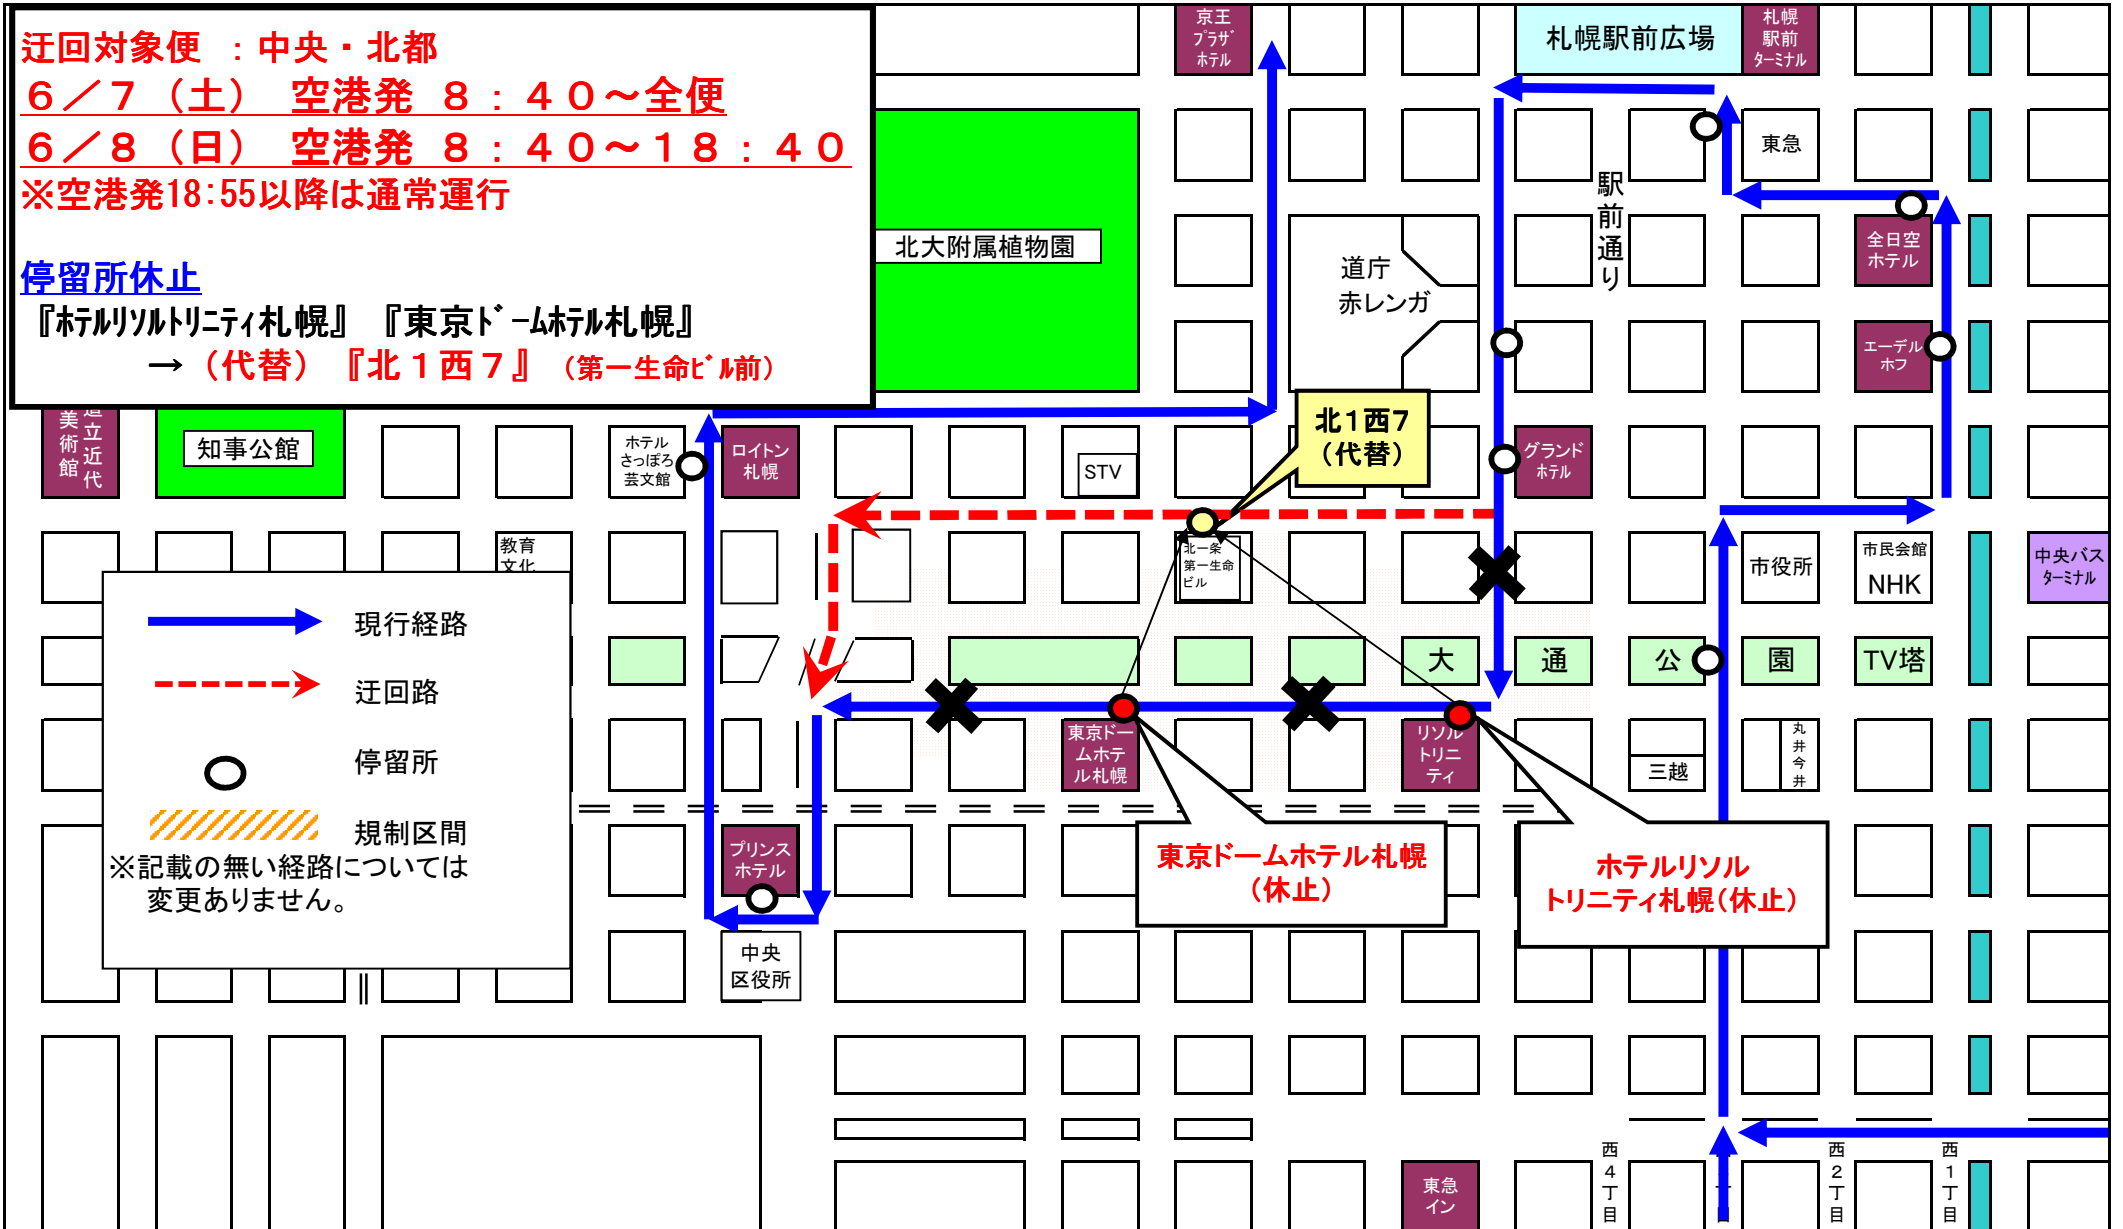 迂回対象便 ：中央・北都
６／７（土） 空港発 ８：４０～全便
６／８（日） 空港発 ８：４０～１８：４０
※空港発18：55以降は通常運行
停留所休止
『ﾎﾃﾙﾘｿﾙﾄﾘﾆﾃｨ札幌』 『東京ﾄﾞｰﾑﾎﾃﾙ札幌』
→（代替）『北１西７』（第一生命ﾋﾞﾙ前）
京王
ﾌﾟﾗｻﾞ
ﾎﾃﾙ
札幌駅前広場
札幌
駅前
ﾀｰﾐﾅﾙ
東急
駅前通り
北大附属植物園
道庁
赤レンガ
全日空
ホテル
エーデル
ホフ
北１西７
（代替）
美術館
立近代
知事公館
ホテル
さっぽろ
芸文館
ロイトン
札幌
STV
グランド
ﾎﾃﾙ
教育
文化
北一条
第一生命
ビル
市役所
市民会館
NHK
中央バス
ﾀｰﾐﾅﾙ
現行経路
迂回路
停留所
規制区間
※記載の無い経路については
変更ありません。
大
通
公
園
TV塔
東京ドー
ムホテ
ル札幌
リソル
トリニ
ティ
三越
丸井今井
プリンス
ホテル
東京ドームホテル札幌
（休止）
ホテルリソル
トリニティ札幌（休止）
中央
区役所
東急
イン
西４丁目
西２丁目
西１丁目